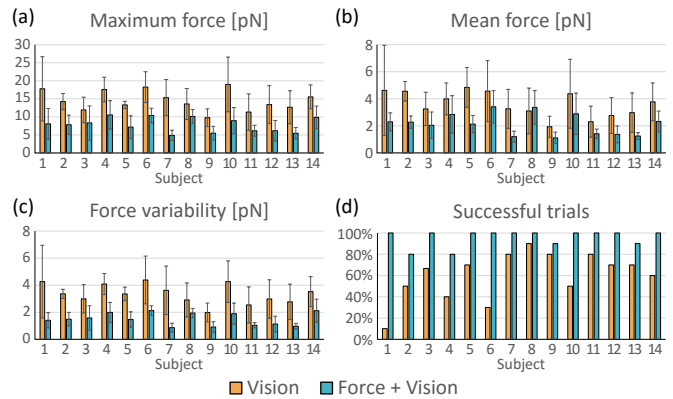 (a) Maximum force [pN]
30
25
20
15
10
5
0
1 2 3 4 5 6 7 8 9 10 11 12 13 14
Subject
(b) Mean force [pN]
8
6
4
2
0
1 2 3 4 5 6 7 8 9 10 11 12 13 14
Subject
(c) Force variability [pN]
8
6
4
2
0
1 2 3 4 5 6 7 8 9 10 11 12 13 14
Subject
(d) Successful trials
100%
80%
60%
40%
20%
0%
1 2 3 4 5 6 7 8 9 10 11 12 13 14
Subject
Vision Force + Vision